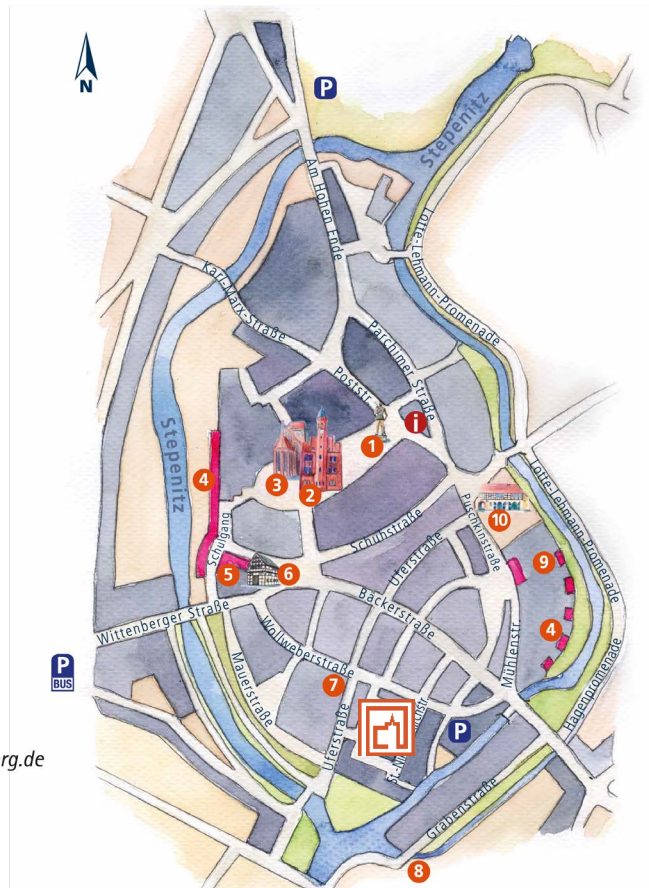 N
P
Stepenitz
Am Hohen Ende
Lotte-Lehmann-Promenade
Karl-Marx-Straße
Parchimer Straße
Poststr
i
1
3
2
4
Stepenitz
Schulgang
Schuhstraße
Puschkinstraße
10
Lotte-Lehmann-Promenade
Uferstraße
9
5
6
Bäckerstraße
Wittenberger Straße
4
Wollweberstraße
Mühlenstr
Mauerstraße
Hagenpromenade
P
BUS
7
Uferstraße
P
rg.de
Grabenstraße
8